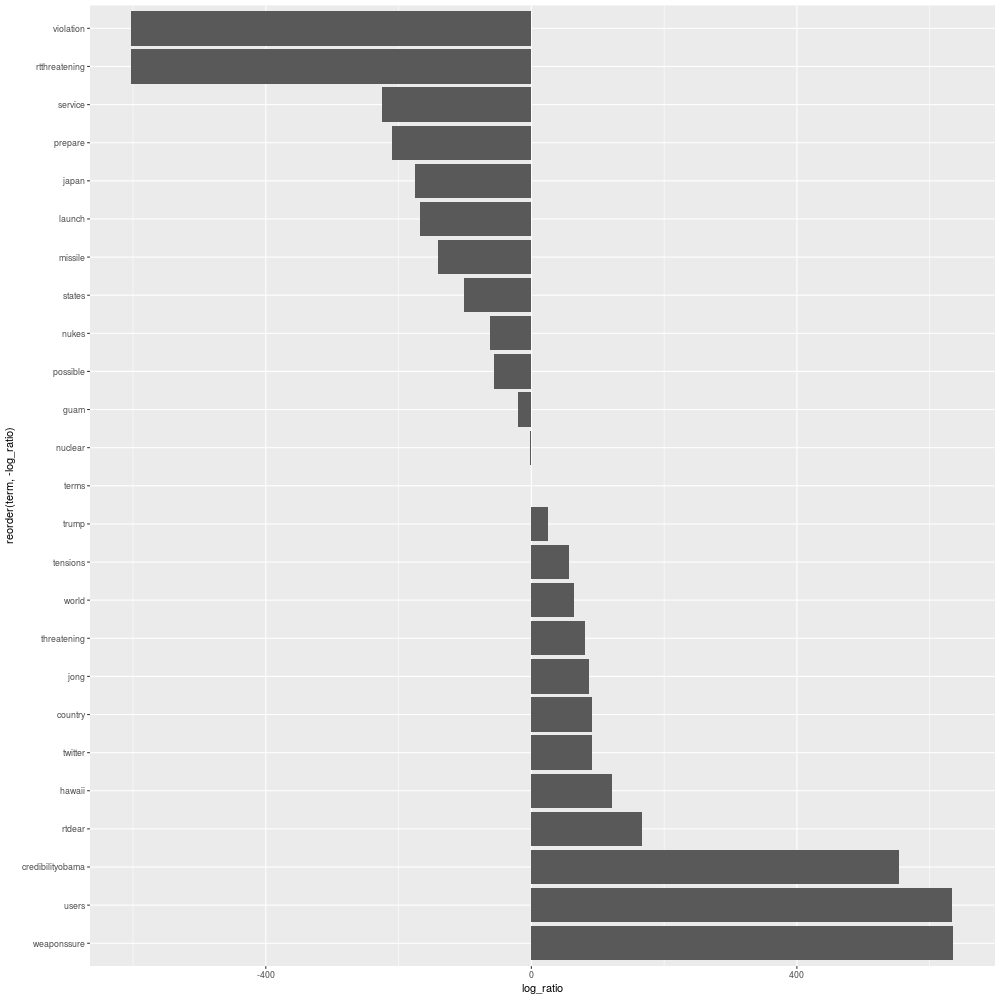 violation
rtthreatening
service
prepare
japan
launch
missile
states
nukes
possible
guam
nuclear
terms
trump
tensions
world
threatening
jong
country
twitter
hawaii
rtdear
credibilityobama
users
weaponssure
reorder(term, -log_ratio)
-400 0 400
log_ratio